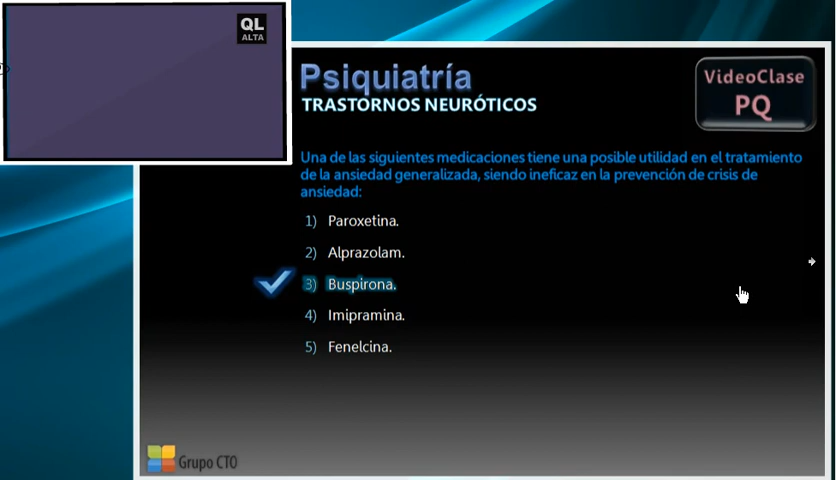 QL
ALTA
Psiquiatría
TRASTORNOS NEURÓTICOS
VideoClase
PQ
Una de las siguientes medicaciones tiene una posible utilidad en el tratamiento
de la ansiedad generalizada, siendo ineficaz en la prevención de crisis de
ansiedad:
1) Paroxetina.
2) Alprazolam.
3) Buspirona.
4) Imipramina.
5) Fenelcina.
Grupo CTO